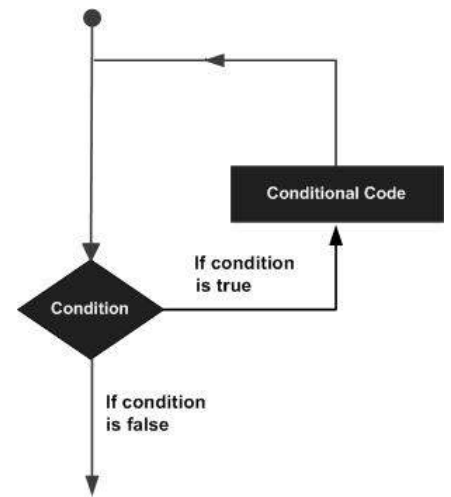 Conditional Code
If condition
is true
Condition
If condition
is false